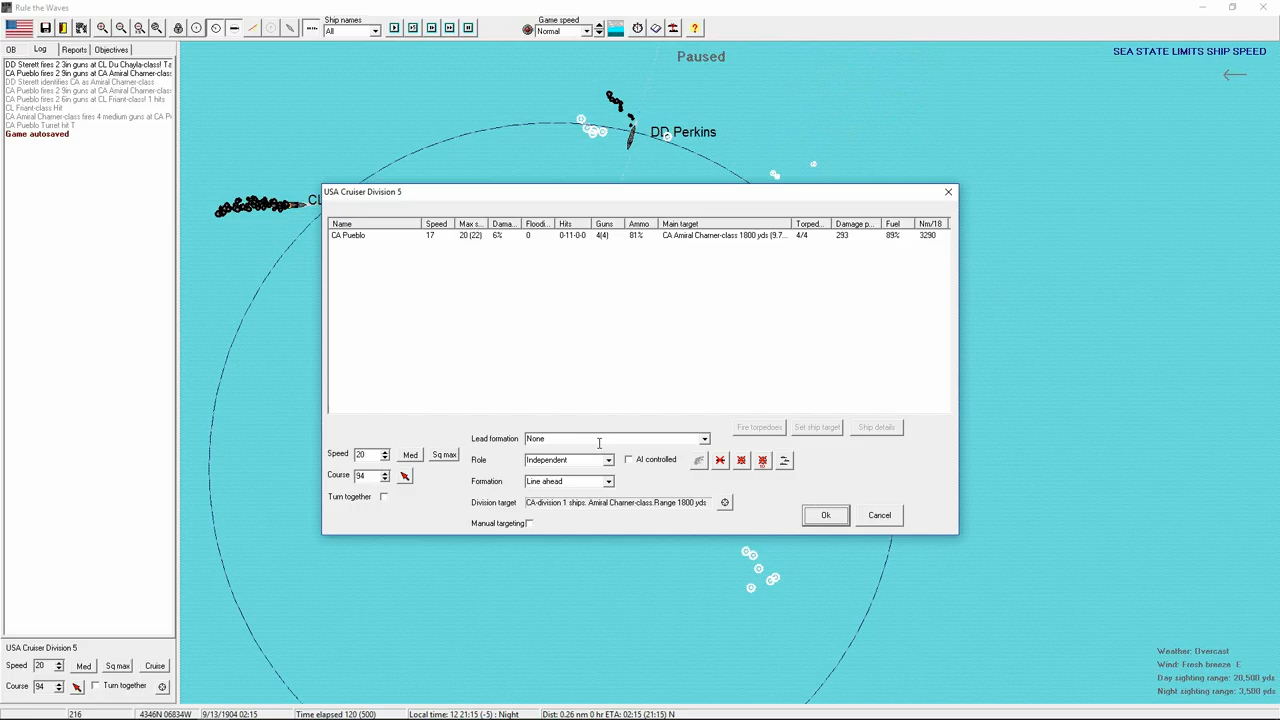 Rule the Waves
Ship names
All
Game speed
Normal
OB Log Reports Objectives
DD Sterett fires 2 3in guns at CL Du Chayla-class! Ta
CA Pueblo fires 2 9in guns at CA Amiral Charner-class
DD Sterett identifies CA as Amiral Charner-class
CA Pueblo fires 2 9in guns at CA Amiral Charner-class
CA Pueblo fires 2 6in guns at CL Friant-class! 1 hits
CL Friant-class Hit
CA Amiral Charner-class fires 4 medium guns at CA P
CA Pueblo Turret hit T
Game autosaved
Paused
SEA STATE LIMITS SHIP SPEED
DD Perkins
CL
USA Cruiser Division 5
Name Speed Max s... Dama... Floodi... Hits Guns Ammo Main target Torped... Damage p... Fuel Nm/18
CA Pueblo 17 20 (22) 6% 0 0-11-0-0 4(4) 81% CA Amiral Charner-class 1800 yds (9.7... 4/4 293 89% 3290
Lead formation None
Fire torpedoes Set ship target Ship details
Speed 20 Med Sq max
Role Independent AI controlled
Course 94
Formation Line ahead
Turn together
Division target CA-division 1 ships. Amiral Charner-class.Range 1800 yds
Manual targeting
Ok Cancel
USA Cruiser Division 5
Speed 20 Med Sq max Cruise
Course 94 Turn together
Weather: Overcast
Wind: Fresh breeze E
Day sighting range: 20,500 yds
Night sighting range: 3,500 yds
216 4346N 06834W 9/13/1904 02:15 Time elapsed 120 (500) Local time: 12 21:15 (-5) : Night Dist: 0.26 nm 0 hr ETA: 02:15 (21:15) N